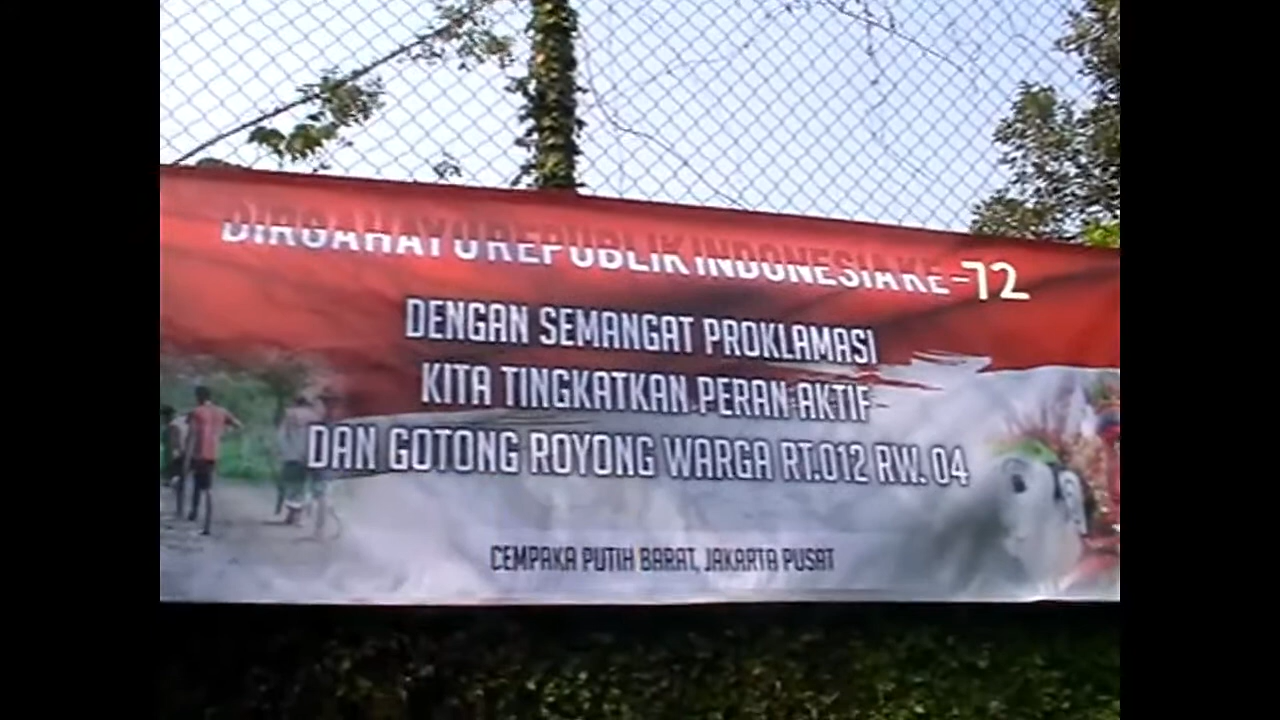 DIRGAHAYU REPUBLIK INDONESIA KE-72
DENGAN SEMANGAT PROKLAMASI
KITA TINGKATKAN PERAN AKTIF
DAN GOTONG ROYONG WARGA RT.012 RW. 04
CEMPAKA PUTIH BARAT, JAKARTA PUSAT